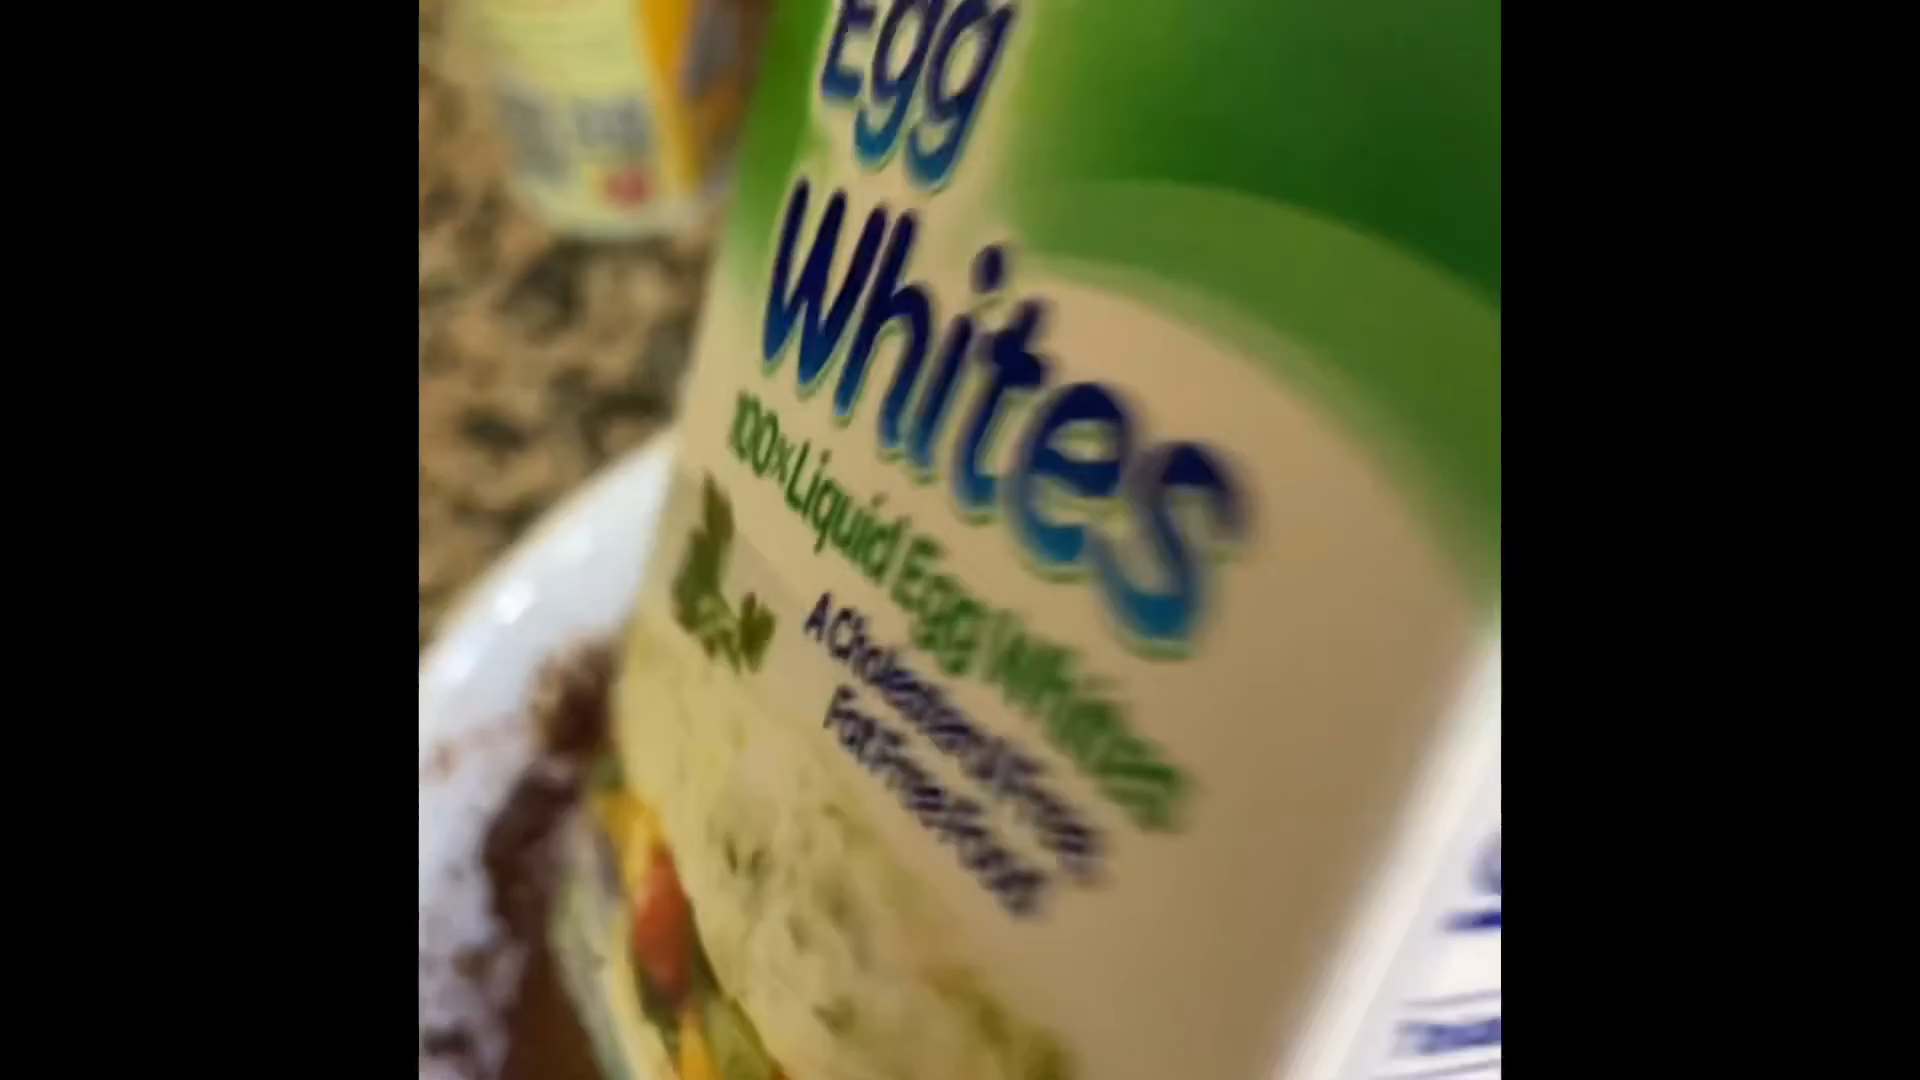 Egg
Whites
100% Liquid Egg Whites
A Cholesterol Free,
Fat Free Food